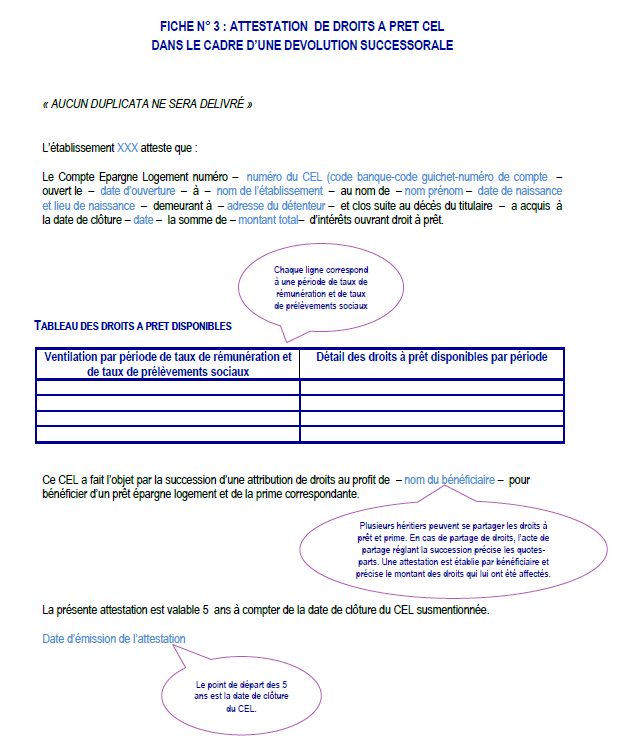 FICHE N° 3 : ATTESTATION DE DROITS A PRET CEL
DANS LE CADRE D'UNE DEVOLUTION SUCCESSORALE
« AUCUN DUPLICATA NE SERA DELIVRÉ »
L'établissement XXX atteste que :
Le Compte Epargne Logement numéro – numéro du CEL (code banque-code guichet-numéro de compte –
ouvert le – date d'ouverture – à – nom de l'établissement – au nom de – nom prénom – date de naissance
et lieu de naissance – demeurant à – adresse du détenteur – et clos suite au décès du titulaire – a acquis à
la date de clôture – date – la somme de – montant total– d'intérêts ouvrant droit à prêt.
Chaque ligne correspond
à une période de taux de
rémunération et de taux
de prélèvements sociaux
TABLEAU DES DROITS A PRET DISPONIBLES
Ventilation par période de taux de rémunération et
de taux de prélèvements sociaux
Détail des droits à prêt disponibles par période
Ce CEL a fait l'objet par la succession d'une attribution de droits au profit de – nom du bénéficiaire – pour
bénéficier d'un prêt épargne logement et de la prime correspondante.
Plusieurs héritiers peuvent se partager les droits à
prêt et prime. En cas de partage de droits, l'acte de
partage réglant la succession précise les quotes-
parts. Une attestation est établie par bénéficiaire et
précise le montant des droits qui lui ont été affectés.
La présente attestation est valable 5 ans à compter de la date de clôture du CEL susmentionnée.
Date d'émission de l'attestation
Le point de départ des 5
ans est la date de clôture
du CEL.